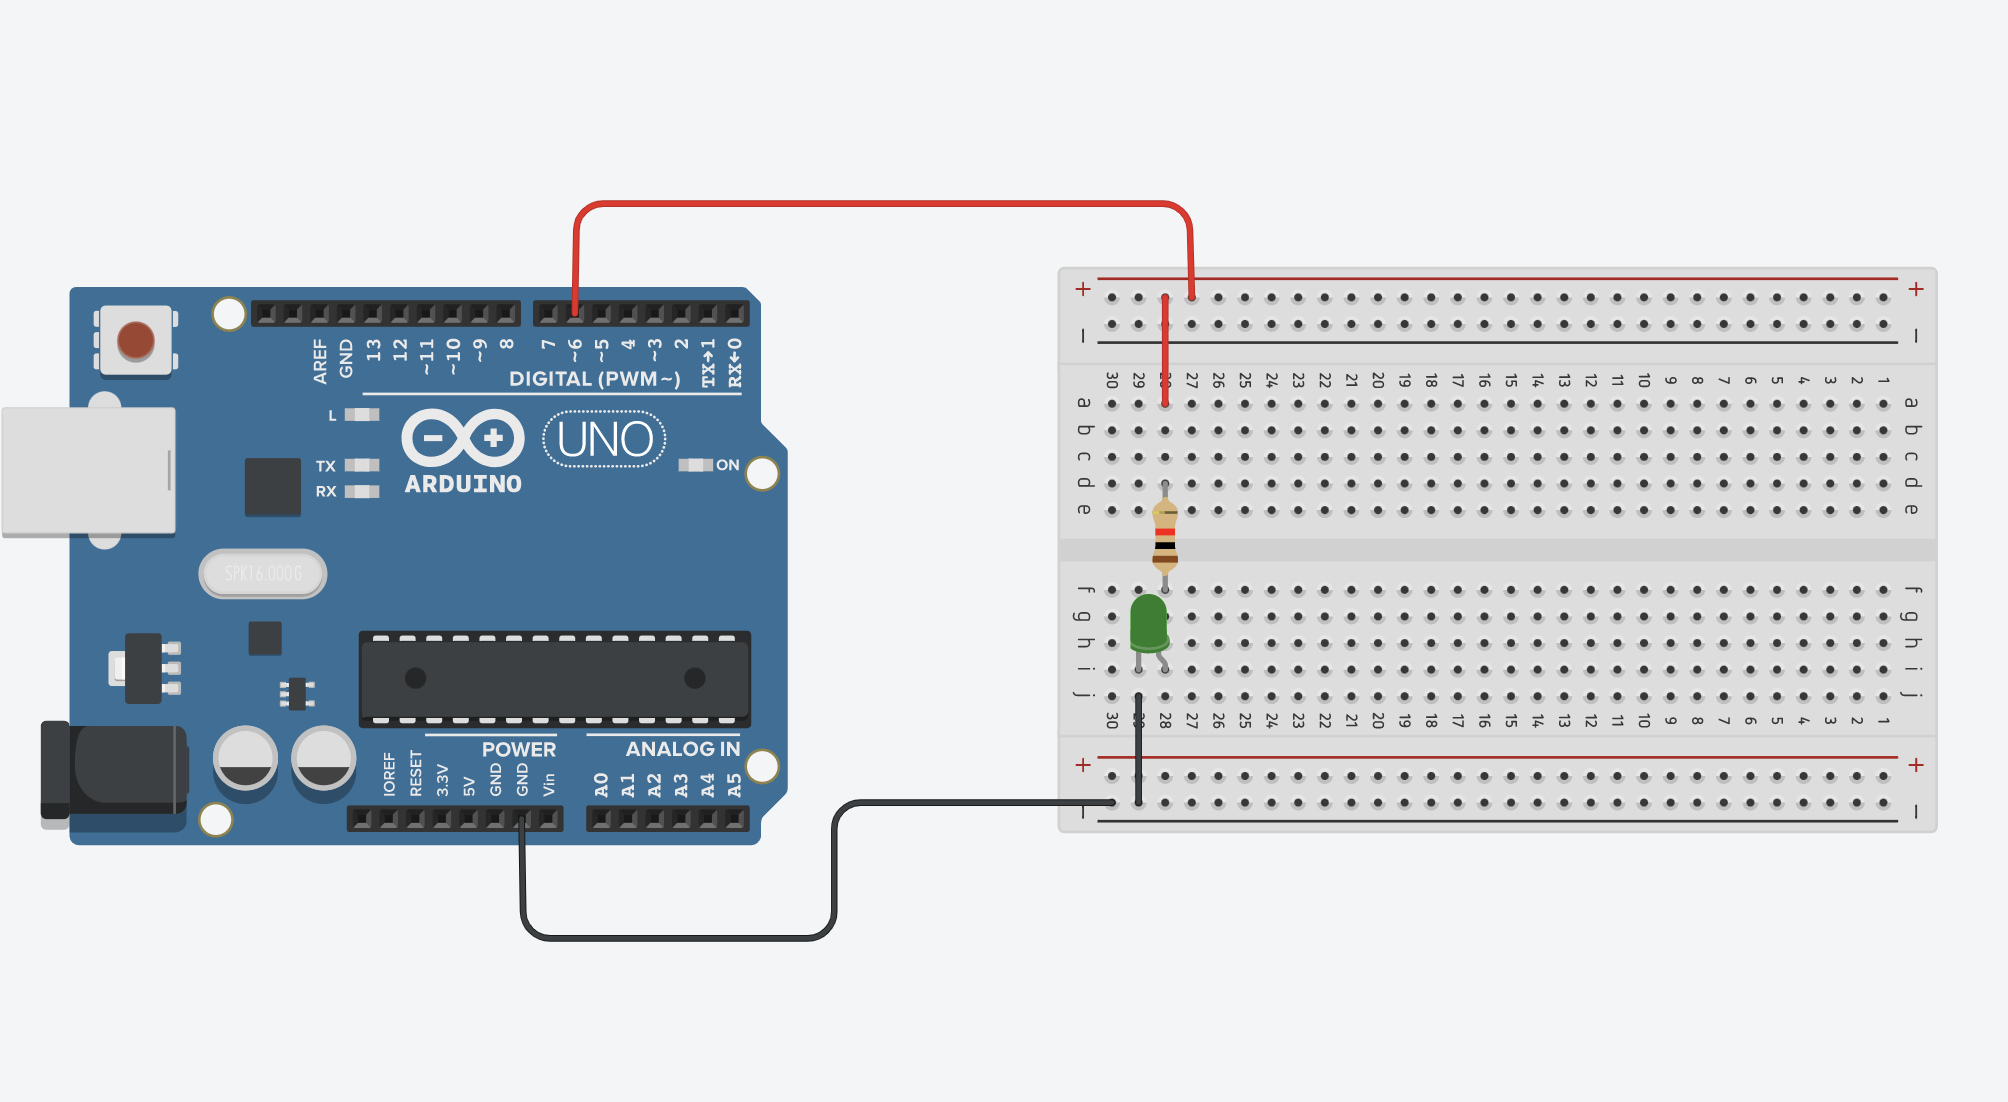 AREF GND 13 12 ~11 ~10 ~9 8 7 ~6 ~5 4 ~3 2 TX→1 RX←0
DIGITAL (PWM~)
L
TX
RX
UNO
ON
ARDUINO
SPK16.000G
POWER
ANALOG IN
IOREF RESET 3.3V 5V GND GND Vin A0 A1 A2 A3 A4 A5
+ +
− −
30 29 28 27 26 25 24 23 22 21 20 19 18 17 16 15 14 13 12 11 10 9 8 7 6 5 4 3 2 1
a a
b b
c c
d d
e e
f f
g g
h h
i i
j j
30 29 28 27 26 25 24 23 22 21 20 19 18 17 16 15 14 13 12 11 10 9 8 7 6 5 4 3 2 1
+ +
− −